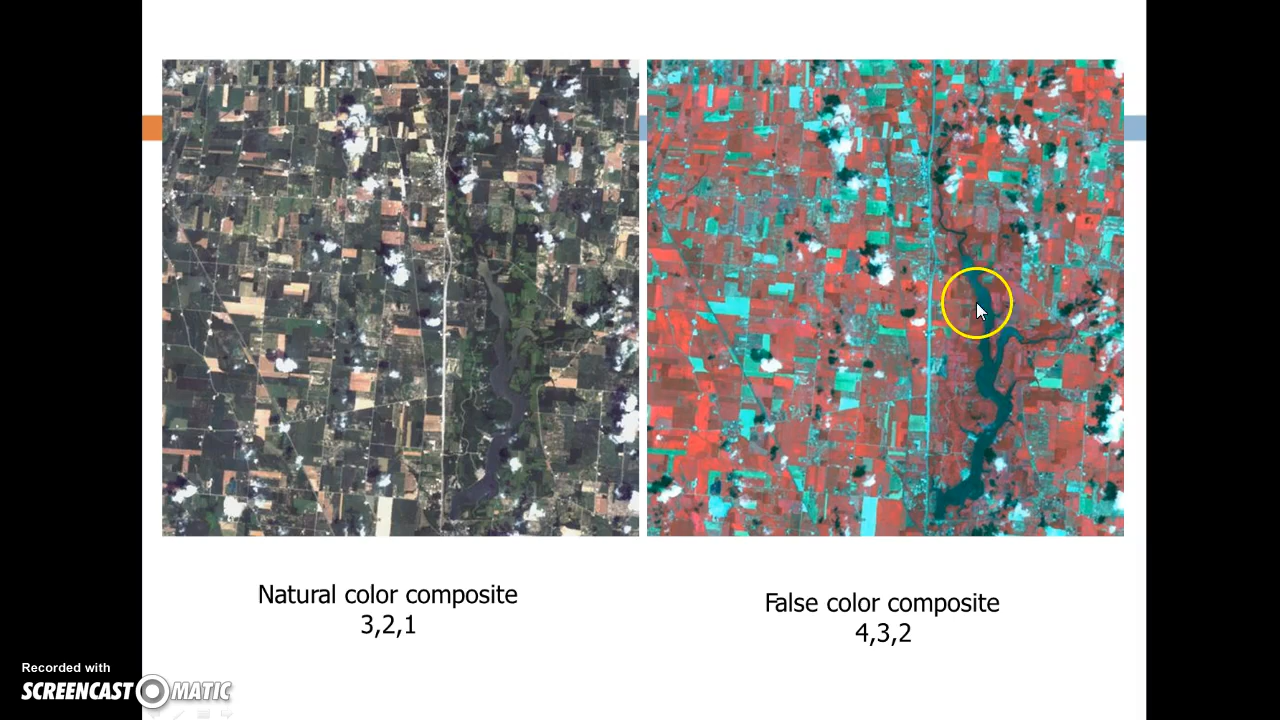 Natural color composite
3,2,1
False color composite
4,3,2
Recorded with
SCREENCAST MATIC